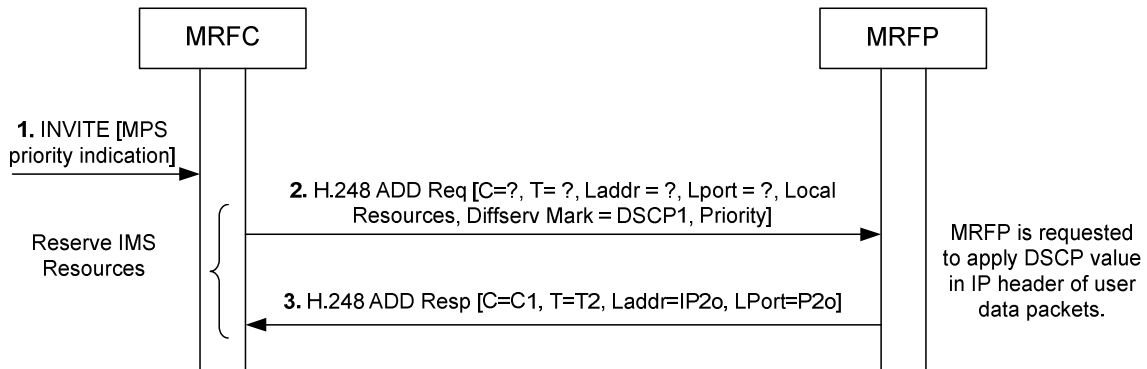 MRFC
MRFP
1. INVITE [MPS
priority indication]
2. H.248 ADD Req [C=?, T= ?, Laddr = ?, Lport = ?, Local
Resources, Diffserv Mark = DSCP1, Priority]
Reserve IMS
Resources
MRFP is requested
to apply DSCP value
in IP header of user
data packets.
3. H.248 ADD Resp [C=C1, T=T2, Laddr=IP2o, LPort=P2o]